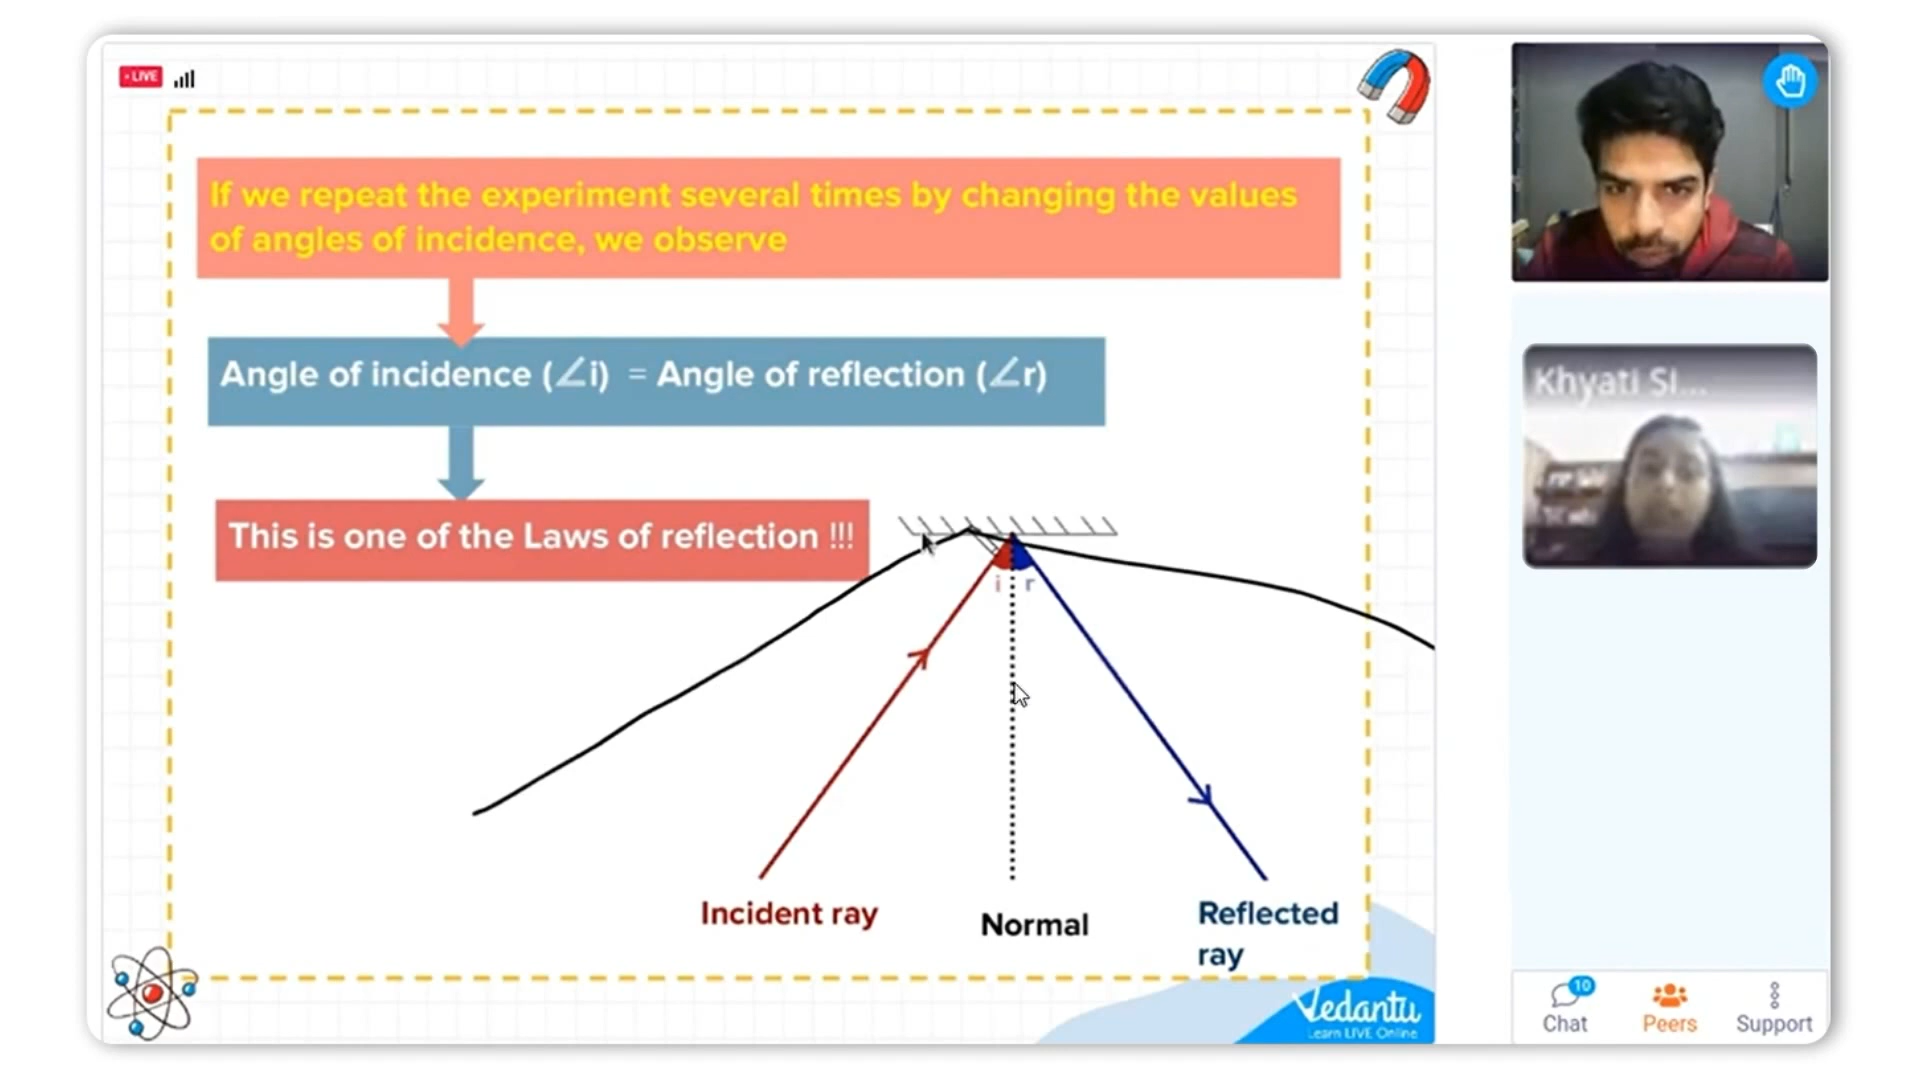 • LIVE
If we repeat the experiment several times by changing the values
of angles of incidence, we observe
Angle of incidence (∠i) = Angle of reflection (∠r)
This is one of the Laws of reflection !!!
i r
Incident ray
Normal
Reflected
ray
Vedantu
Learn LIVE Online
Khyati Si...
10
Chat
Peers
Support